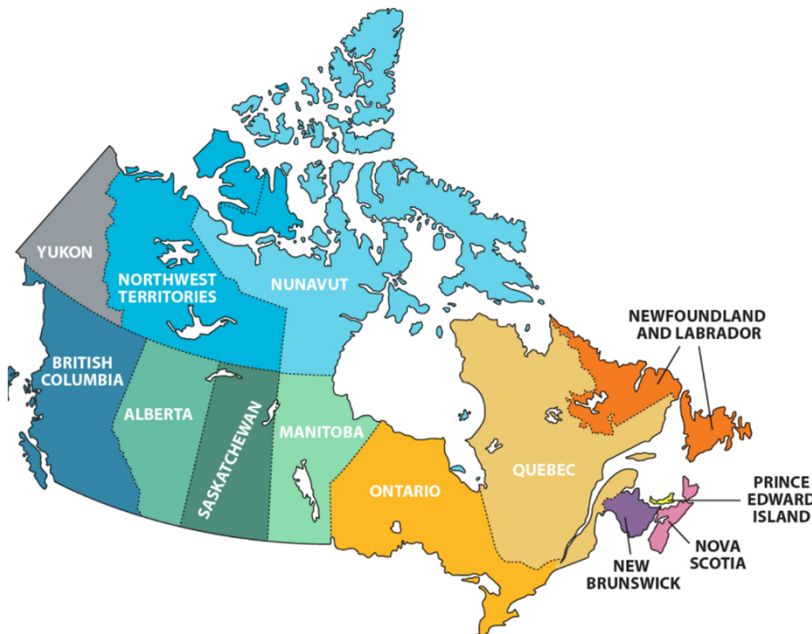 YUKON
NORTHWEST
TERRITORIES
NUNAVUT
NEWFOUNDLAND
AND LABRADOR
BRITISH
COLUMBIA
ALBERTA
SASKATCHEWAN
MANITOBA
ONTARIO
QUEBEC
PRINCE
EDWARD
ISLAND
NOVA
SCOTIA
NEW
BRUNSWICK